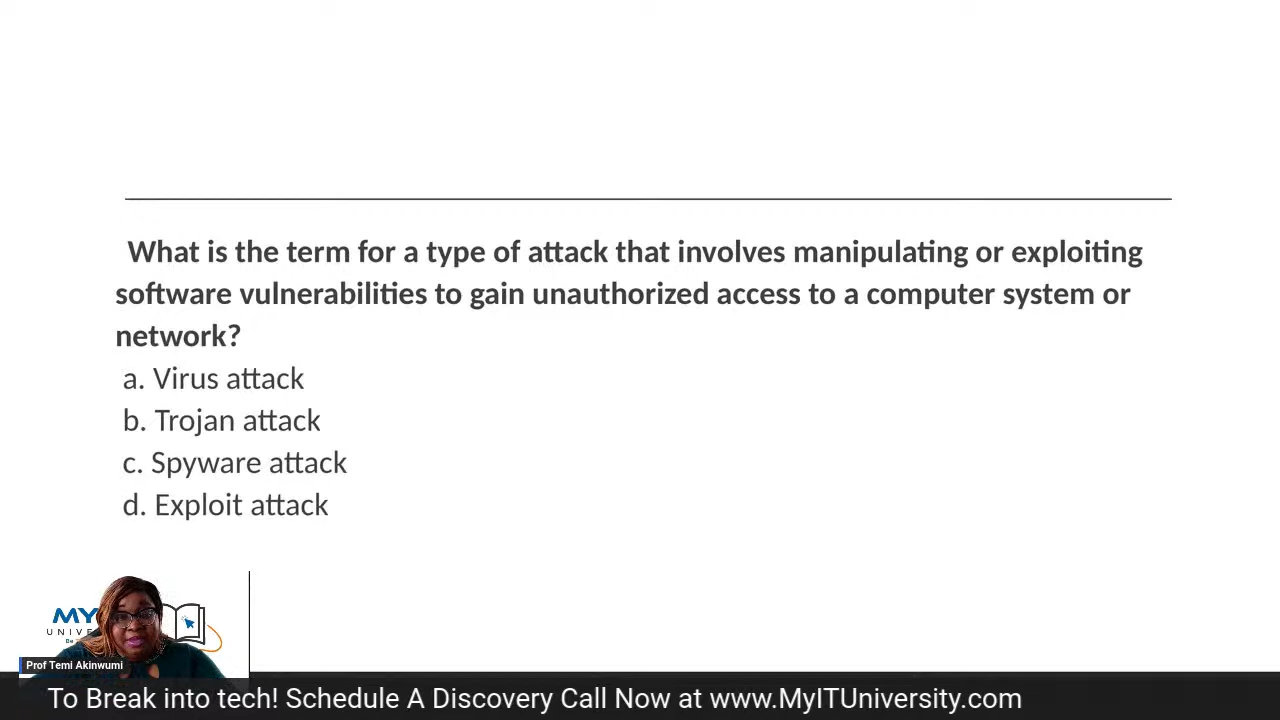 What is the term for a type of attack that involves manipulating or exploiting
software vulnerabilities to gain unauthorized access to a computer system or
network?
a. Virus attack
b. Trojan attack
c. Spyware attack
d. Exploit attack
MY
UNIVE
Prof Temi Akinwumi
To Break into tech! Schedule A Discovery Call Now at www.MyITUniversity.com